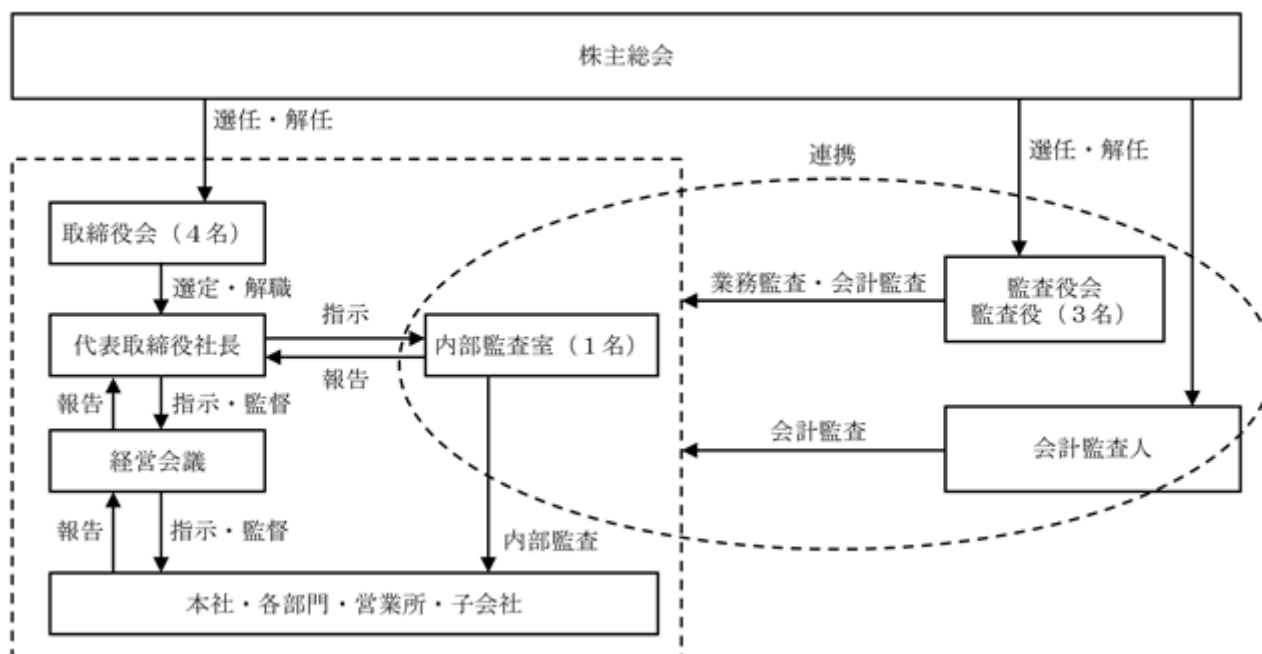 株主総会
選任・解任
連携
選任・解任
取締役会（４名）
選定・解職
業務監査・会計監査
監査役会
監査役（３名）
代表取締役社長
指示
報告
内部監査室（１名）
報告
指示・監督
会計監査
会計監査人
経営会議
報告
指示・監督
内部監査
本社・各部門・営業所・子会社